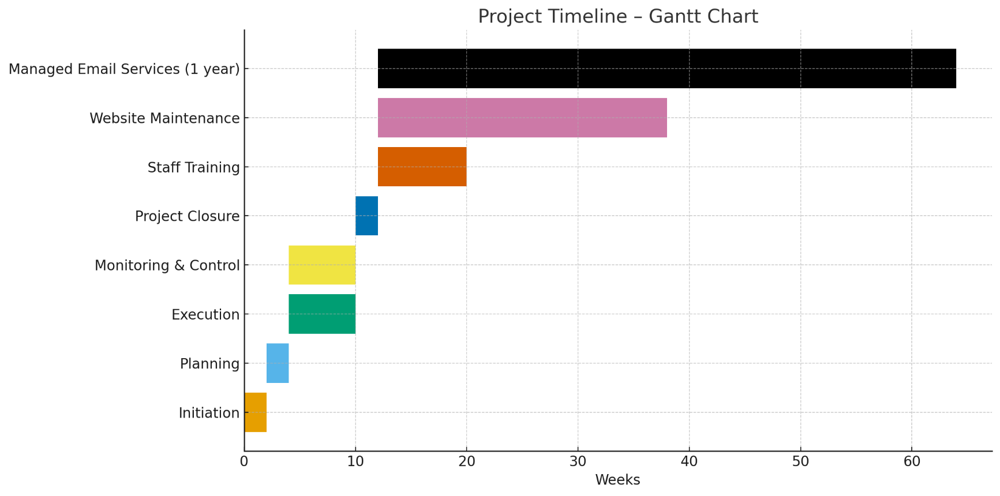 Project Timeline – Gantt Chart
Managed Email Services (1 year)
Website Maintenance
Staff Training
Project Closure
Monitoring & Control
Execution
Planning
Initiation
0 10 20 30 40 50 60
Weeks